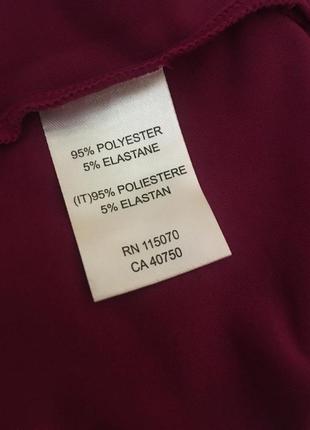 95% POLYESTER
5% ELASTANE
(IT)95% POLIESTERE
5% ELASTAN
RN 115070
CA 40750